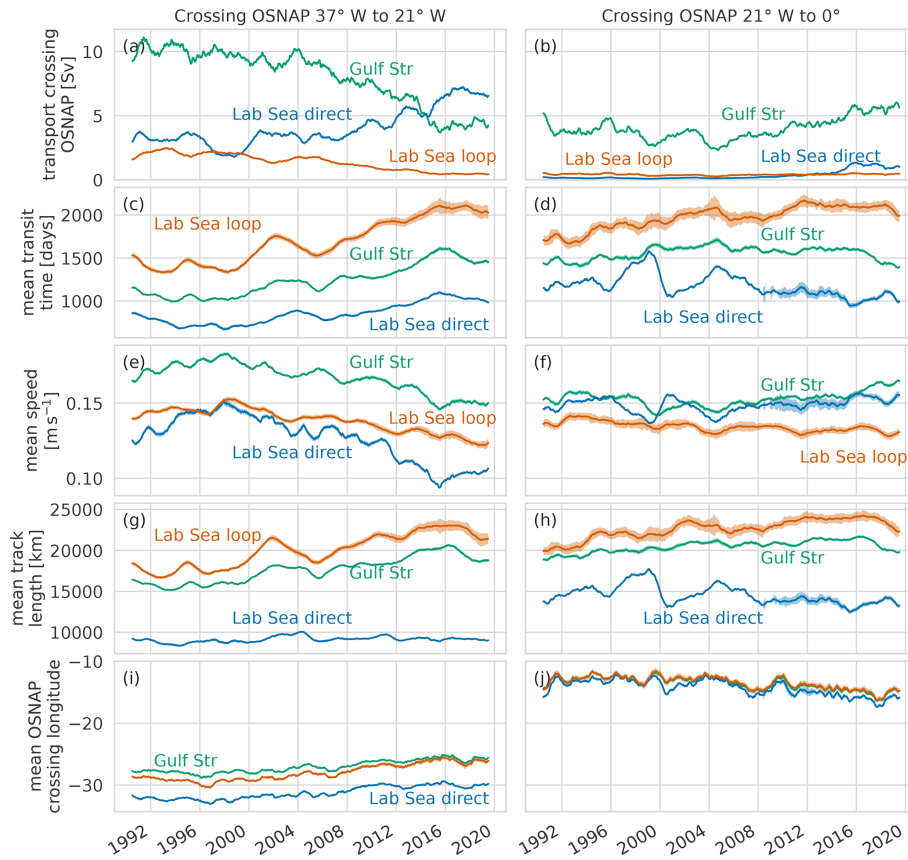 Crossing OSNAP 37° W to 21° W
Crossing OSNAP 21° W to 0°
transport crossing
OSNAP [Sv]
10
5
0
(a)
Gulf Str
Lab Sea direct
Lab Sea loop
(b)
Gulf Str
Lab Sea loop
Lab Sea direct
mean transit
time [days]
2000
1500
1000
(c)
Lab Sea loop
Gulf Str
Lab Sea direct
(d)
Gulf Str
Lab Sea direct
mean speed
[m s⁻¹]
0.15
0.10
(e)
Gulf Str
Lab Sea loop
Lab Sea direct
(f)
Gulf Str
Lab Sea loop
mean track
length [km]
25000
20000
15000
10000
(g)
Lab Sea loop
Gulf Str
Lab Sea direct
(h)
Gulf Str
Lab Sea direct
mean OSNAP
crossing longitude
−10
−20
−30
(i)
Gulf Str
Lab Sea direct
(j)
1992 1996 2000 2004 2008 2012 2016 2020
1992 1996 2000 2004 2008 2012 2016 2020